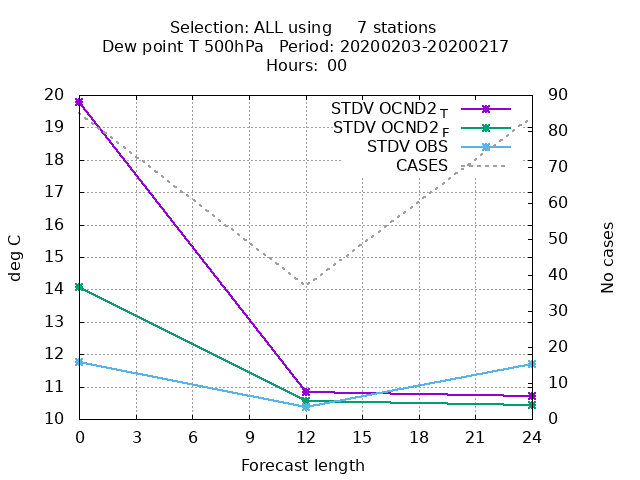 Selection: ALL using     7 stations
Dew point T 500hPa   Period: 20200203-20200217
Hours:  00
STDV OCND2_T
STDV OCND2_F
STDV OBS
CASES
20
19
18
17
16
15
14
13
12
11
10
90
80
70
60
50
40
30
20
10
0
deg C
No cases
0 3 6 9 12 15 18 21 24
Forecast length